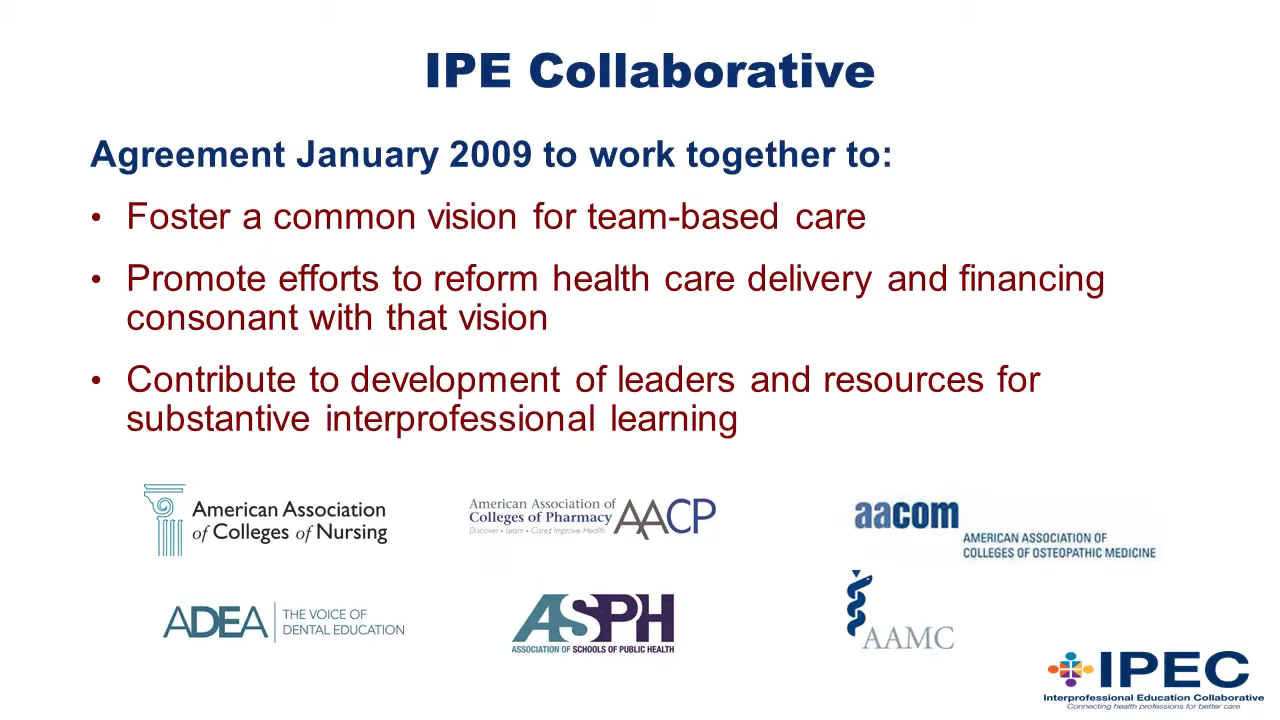 IPE Collaborative
Agreement January 2009 to work together to:
• Foster a common vision for team-based care
• Promote efforts to reform health care delivery and financing
consonant with that vision
• Contribute to development of leaders and resources for
substantive interprofessional learning
American Association
of Colleges of Nursing
American Association of
Colleges of Pharmacy
Discover • Learn • Care: Improve Health
AACP
aacom
AMERICAN ASSOCIATION OF
COLLEGES OF OSTEOPATHIC MEDICINE
ADEA
THE VOICE OF
DENTAL EDUCATION
ASPH
ASSOCIATION OF SCHOOLS OF PUBLIC HEALTH
AAMC
IPEC
Interprofessional Education Collaborative
Connecting health professions for better care